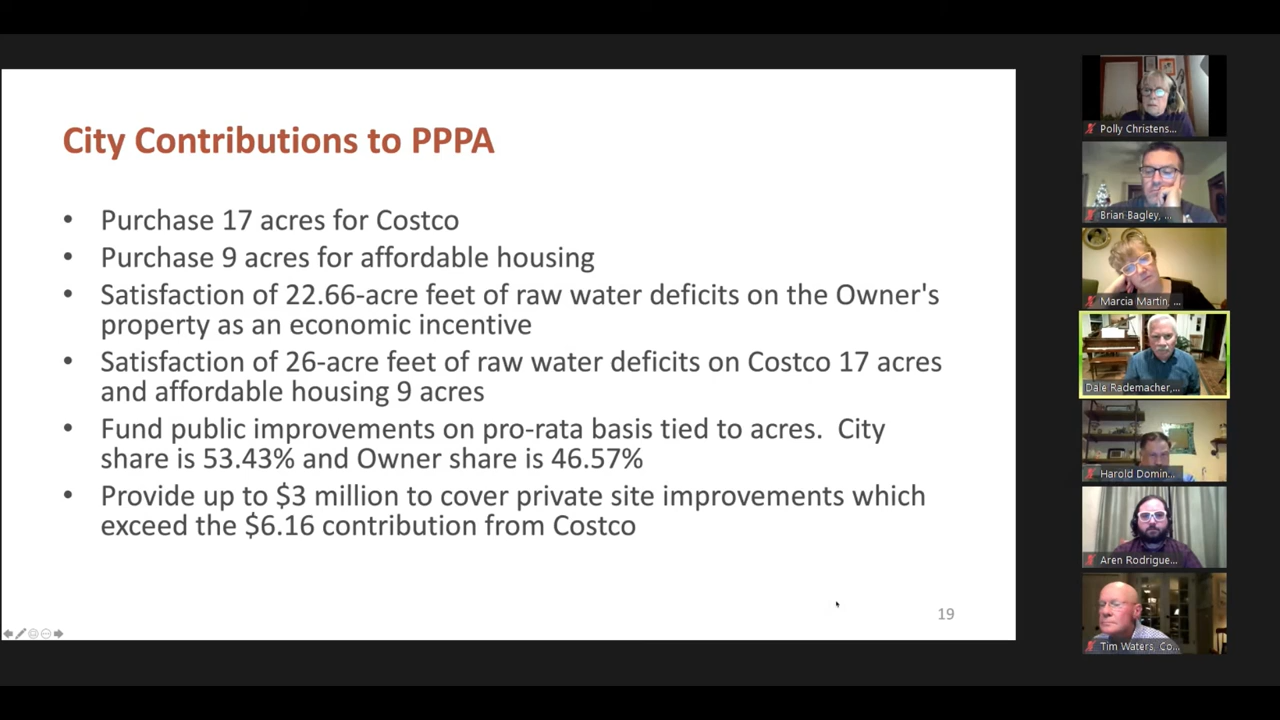 City Contributions to PPPA
• Purchase 17 acres for Costco
• Purchase 9 acres for affordable housing
• Satisfaction of 22.66-acre feet of raw water deficits on the Owner's
property as an economic incentive
• Satisfaction of 26-acre feet of raw water deficits on Costco 17 acres
and affordable housing 9 acres
• Fund public improvements on pro-rata basis tied to acres.  City
share is 53.43% and Owner share is 46.57%
• Provide up to $3 million to cover private site improvements which
exceed the $6.16 contribution from Costco
19
Polly Christens...
Brian Bagley, ...
Marcia Martin, ...
Dale Rademacher,...
Harold Domin...
Aren Rodrigue...
Tim Waters, Co...